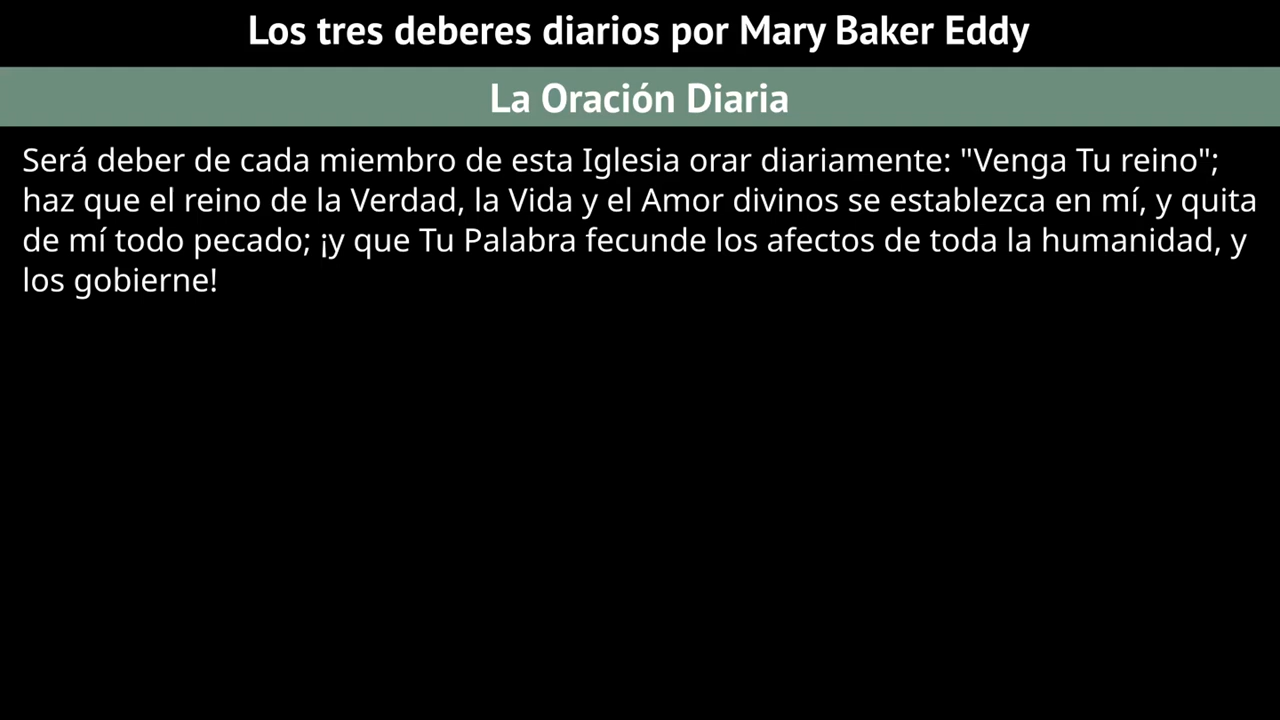 Los tres deberes diarios por Mary Baker Eddy
La Oración Diaria
Será deber de cada miembro de esta Iglesia orar diariamente: "Venga Tu reino";
haz que el reino de la Verdad, la Vida y el Amor divinos se establezca en mí, y quita
de mí todo pecado; ¡y que Tu Palabra fecunde los afectos de toda la humanidad, y
los gobierne!